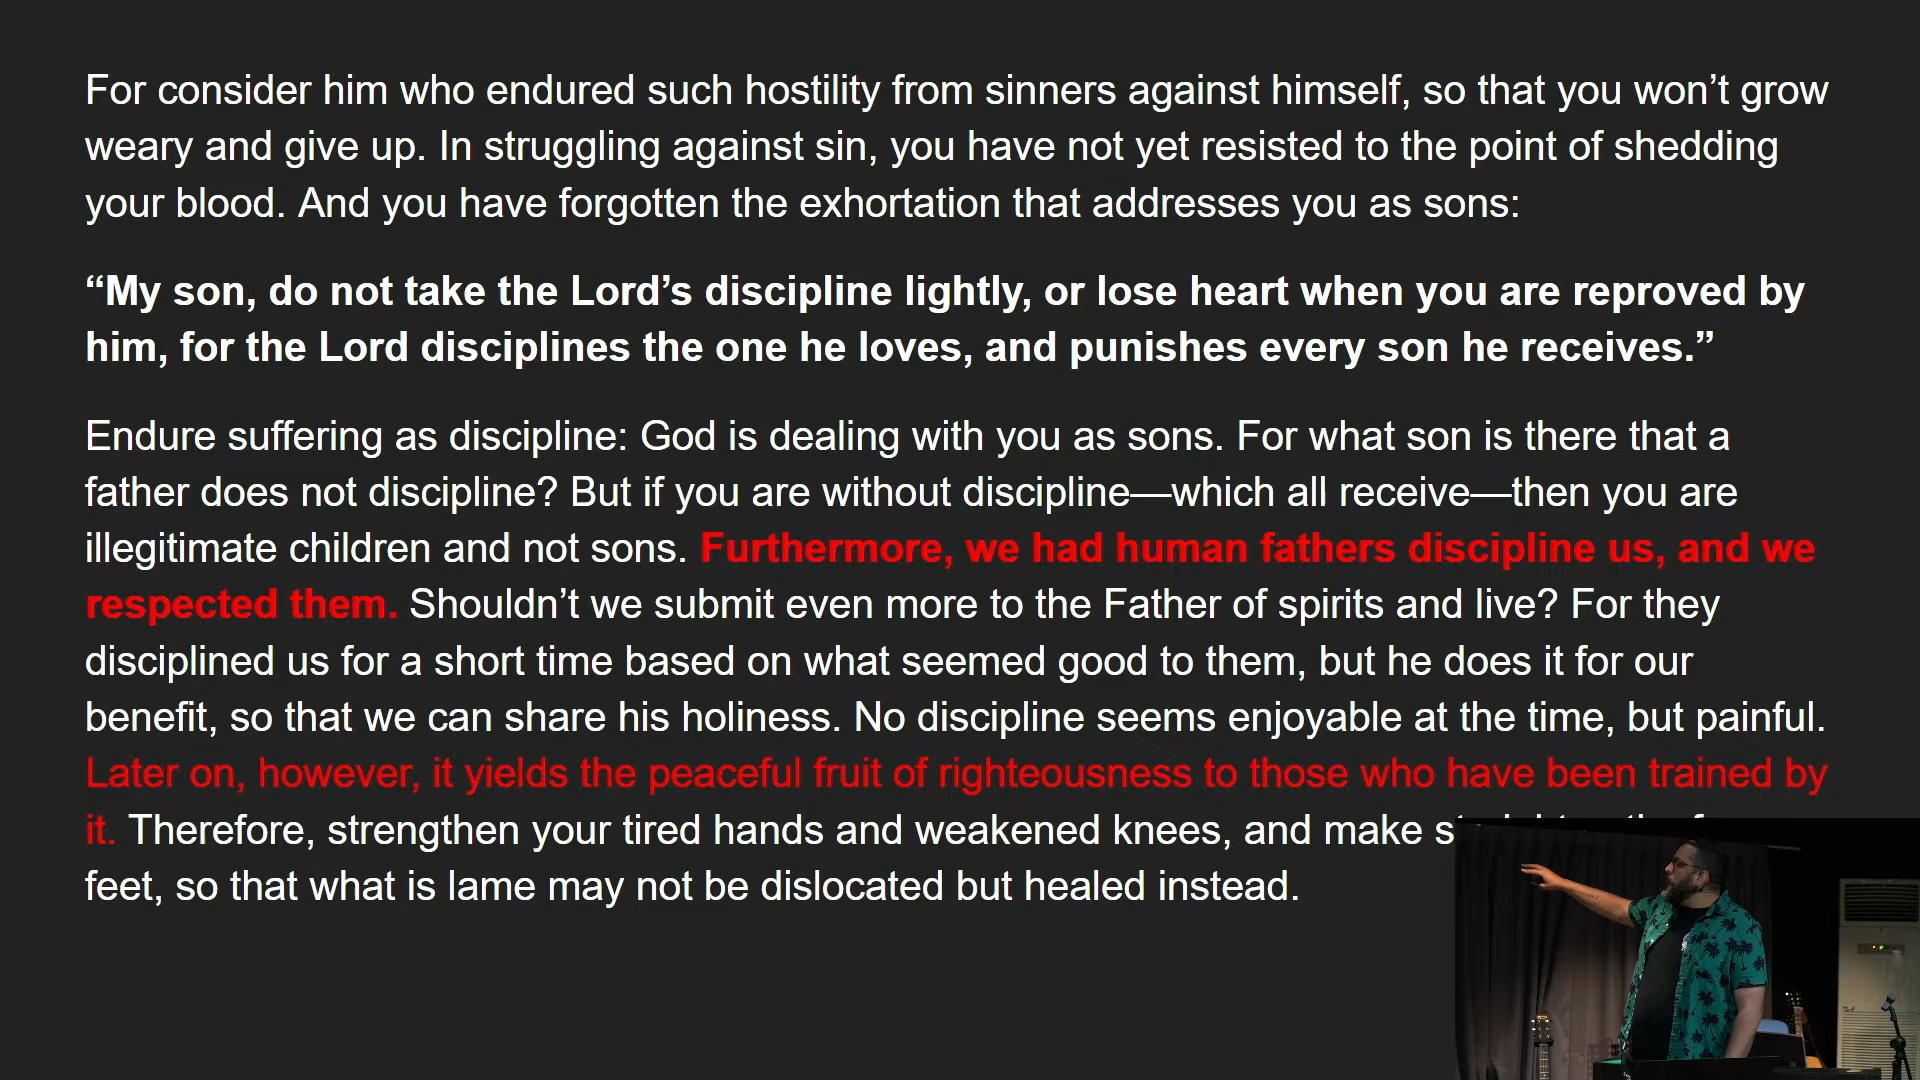 For consider him who endured such hostility from sinners against himself, so that you won’t grow
weary and give up. In struggling against sin, you have not yet resisted to the point of shedding
your blood. And you have forgotten the exhortation that addresses you as sons:
“My son, do not take the Lord’s discipline lightly, or lose heart when you are reproved by
him, for the Lord disciplines the one he loves, and punishes every son he receives.”
Endure suffering as discipline: God is dealing with you as sons. For what son is there that a
father does not discipline? But if you are without discipline—which all receive—then you are
illegitimate children and not sons. Furthermore, we had human fathers discipline us, and we
respected them. Shouldn’t we submit even more to the Father of spirits and live? For they
disciplined us for a short time based on what seemed good to them, but he does it for our
benefit, so that we can share his holiness. No discipline seems enjoyable at the time, but painful.
Later on, however, it yields the peaceful fruit of righteousness to those who have been trained by
it. Therefore, strengthen your tired hands and weakened knees, and make
feet, so that what is lame may not be dislocated but healed instead.